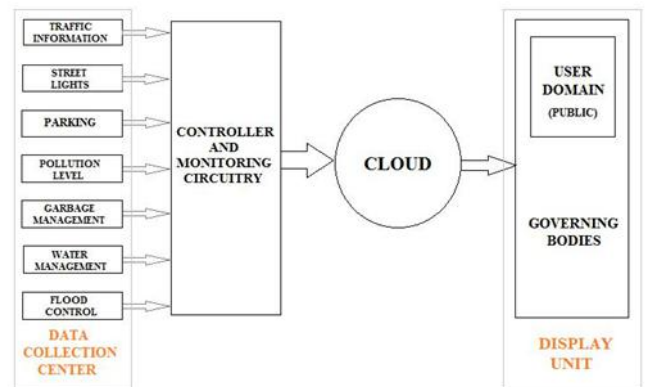 TRAFFIC
INFORMATION
STREET
LIGHTS
PARKING
POLLUTION
LEVEL
GARBAGE
MANAGEMENT
WATER
MANAGEMENT
FLOOD
CONTROL
DATA
COLLECTION
CENTER
CONTROLLER
AND
MONITORING
CIRCUITRY
CLOUD
USER
DOMAIN
(PUBLIC)
GOVERNING
BODIES
DISPLAY
UNIT